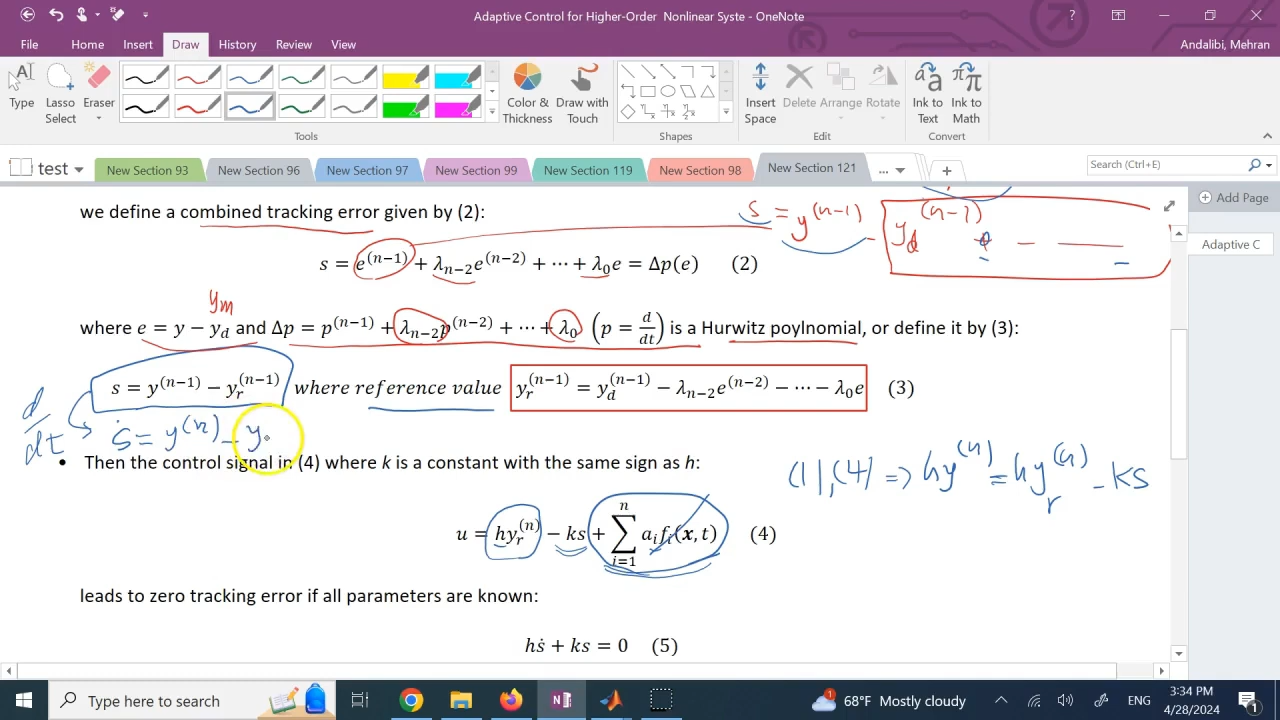 Adaptive Control for Higher-Order Nonlinear Syste - OneNote
File Home Insert Draw History Review View
Andalibi, Mehran
Type Lasso Select Eraser Color & Thickness Draw with Touch Insert Space Delete Arrange Rotate Ink to Text Ink to Math
Tools Shapes Edit Convert
test New Section 93 New Section 96 New Section 97 New Section 99 New Section 119 New Section 98 New Section 121 ... Search (Ctrl+E)
Add Page
Adaptive C
we define a combined tracking error given by (2):
s = y^(n-1) - y_d^(n-1) + - —
s = e^(n−1) + λ_{n−2}e^(n−2) + ⋯ + λ_0e = Δp(e) (2)
y_m
where e = y − y_d and Δp = p^(n−1) + λ_{n−2}p^(n−2) + ⋯ + λ_0 (p = d/dt) is a Hurwitz poylnomial, or define it by (3):
s = y^(n−1) − y_r^(n−1) where reference value y_r^(n−1) = y_d^(n−1) − λ_{n−2}e^(n−2) − ⋯ − λ_0e (3)
d/dt ṡ = y^(n) - y
• Then the control signal in (4) where k is a constant with the same sign as h:
(1),(4) => hy^(n) = hy_r^(n) - ks
u = hy_r^(n) − ks + ∑_{i=1}^{n} a_i f_i(x, t) (4)
leads to zero tracking error if all parameters are known:
hṡ + ks = 0 (5)
Type here to search
68°F Mostly cloudy
ENG
3:34 PM
4/28/2024
1